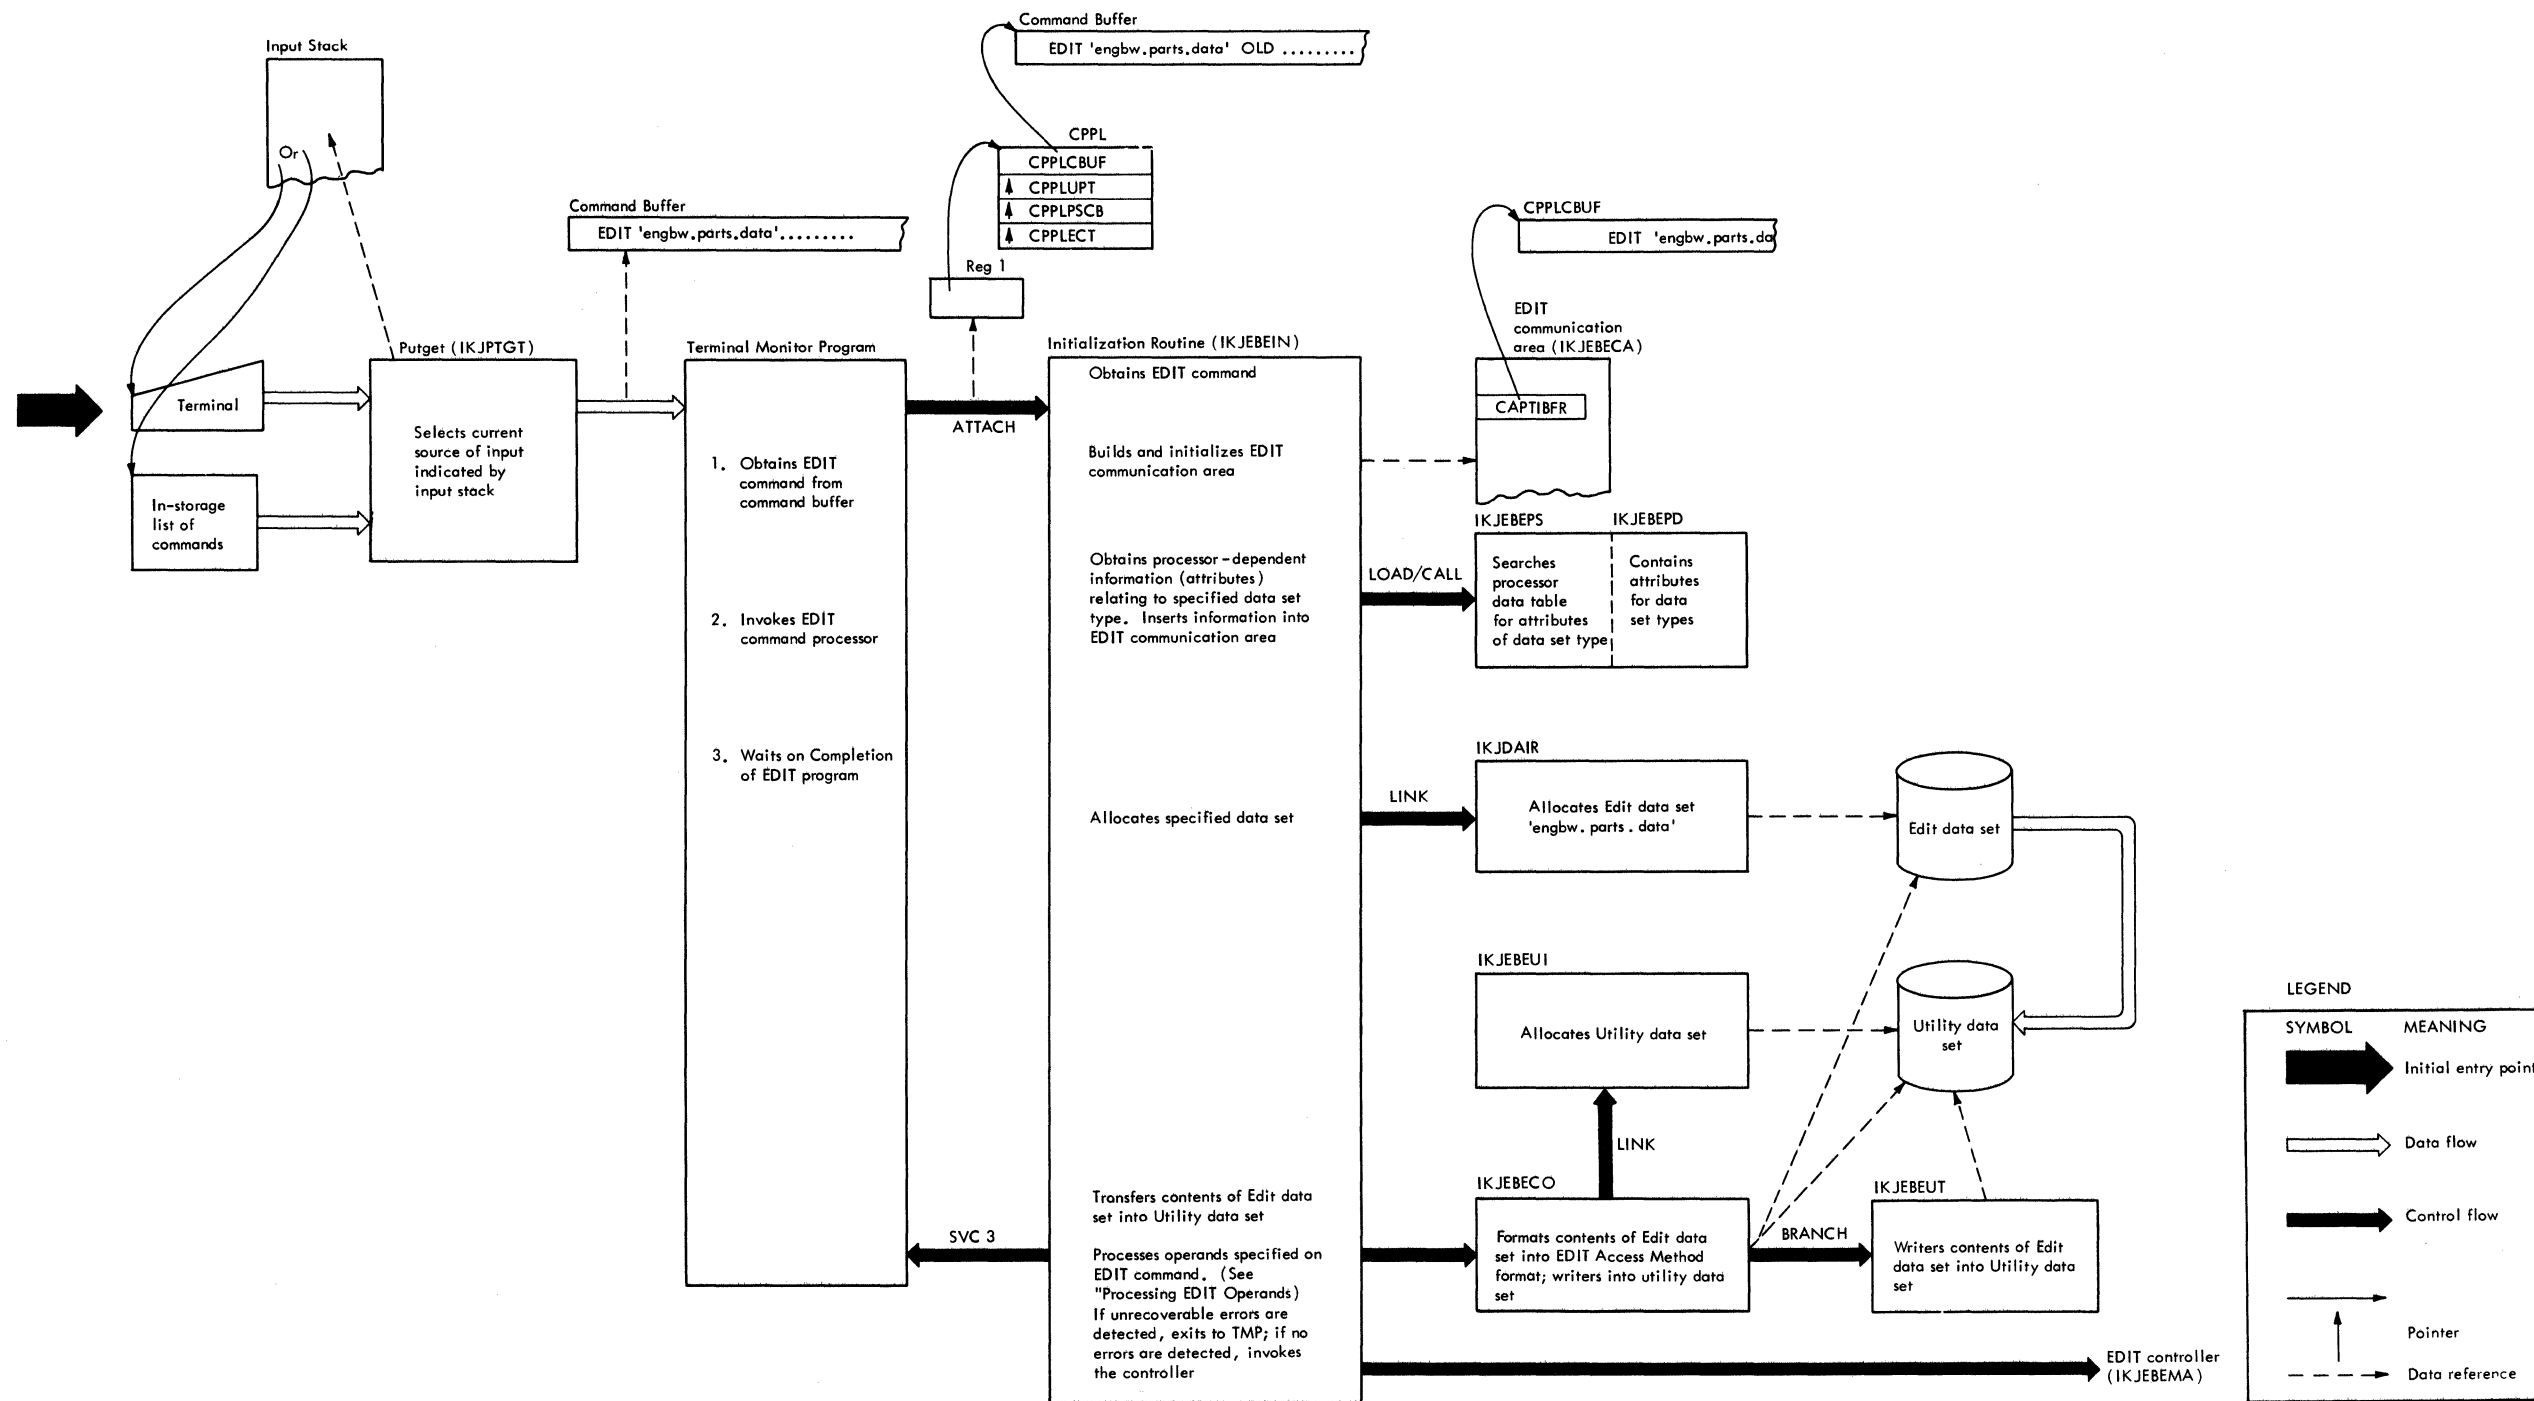 Input Stack
Or
Command Buffer
EDIT 'engbw.parts.data' OLD .........
CPPL
CPPLCBUF
CPPLUPT
CPPLPSCB
CPPLECT
Reg 1
Command Buffer
EDIT 'engbw.parts.data'.........
CPPLCBUF
EDIT 'engbw.parts.da
EDIT
communication
area (IKJEBECA)
CAPTIBFR
Terminal
In-storage
list of
commands
Putget (IKJPTGT)
Selects current
source of input
indicated by
input stack
Terminal Monitor Program
1. Obtains EDIT
command from
command buffer
2. Invokes EDIT
command processor
3. Waits on Completion
of EDIT program
ATTACH
SVC 3
Initialization Routine (IKJEBEIN)
Obtains EDIT command
Builds and initializes EDIT
communication area
Obtains processor-dependent
information (attributes)
relating to specified data set
type. Inserts information into
EDIT communication area
Allocates specified data set
Transfers contents of Edit data
set into Utility data set
Processes operands specified on
EDIT command. (See
"Processing EDIT Operands)
If unrecoverable errors are
detected, exits to TMP; if no
errors are detected, invokes
the controller
LOAD/CALL
IKJEBEPS
Searches
processor
data table
for attributes
of data set type
IKJEBEPD
Contains
attributes
for data
set types
LINK
IKJDAIR
Allocates Edit data set
'engbw.parts.data'
Edit data set
IKJEBEUI
Allocates Utility data set
Utility data
set
LINK
IKJEBECO
Formats contents of Edit data
set into EDIT Access Method
format; writers into utility data
set
BRANCH
IKJEBEUT
Writers contents of Edit
data set into Utility data
set
EDIT controller
(IKJEBEMA)
LEGEND
SYMBOL MEANING
Initial entry point
Data flow
Control flow
Pointer
Data reference